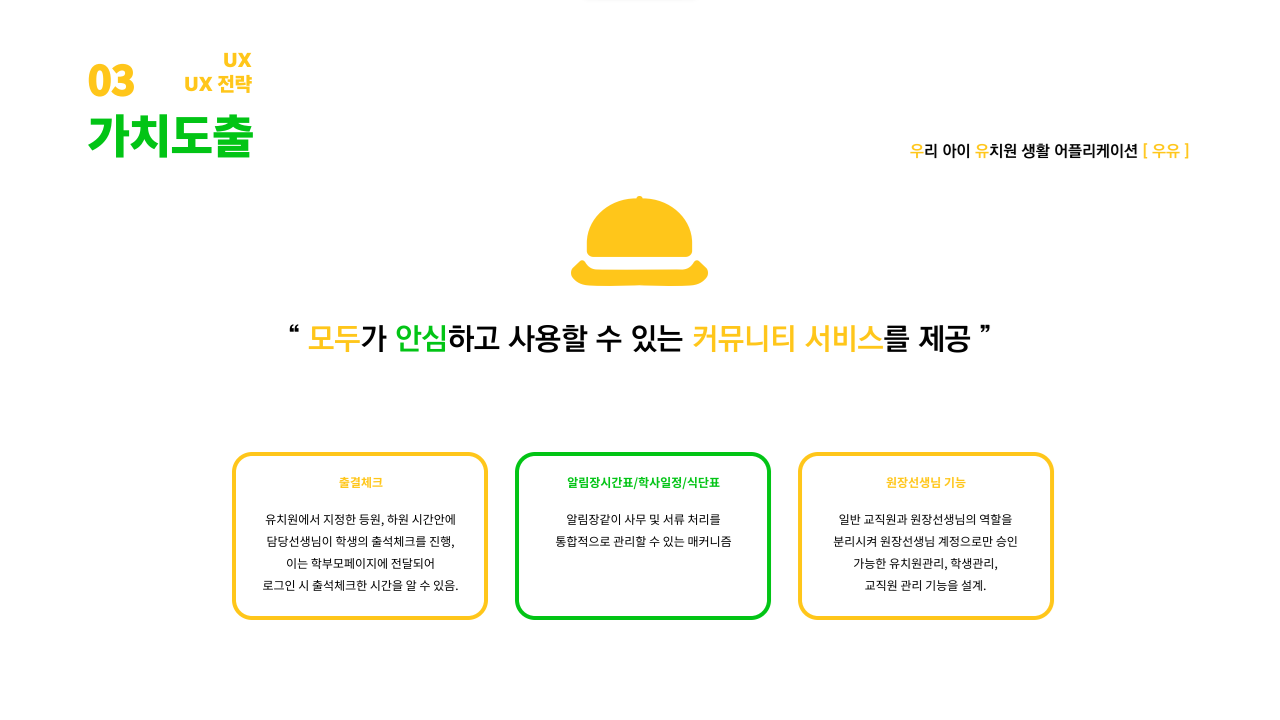 03
UX
UX 전략
가치도출
우리 아이 유치원 생활 어플리케이션 [ 우유 ]
“ 모두가 안심하고 사용할 수 있는 커뮤니티 서비스를 제공 ”
출결체크
유치원에서 지정한 등원, 하원 시간안에
담당선생님이 학생의 출석체크를 진행,
이는 학부모페이지에 전달되어
로그인 시 출석체크한 시간을 알 수 있음.
알림장시간표/학사일정/식단표
알림장같이 사무 및 서류 처리를
통합적으로 관리할 수 있는 매커니즘
원장선생님 기능
일반 교직원과 원장선생님의 역할을
분리시켜 원장선생님 계정으로만 승인
가능한 유치원관리, 학생관리,
교직원 관리 기능을 설계.